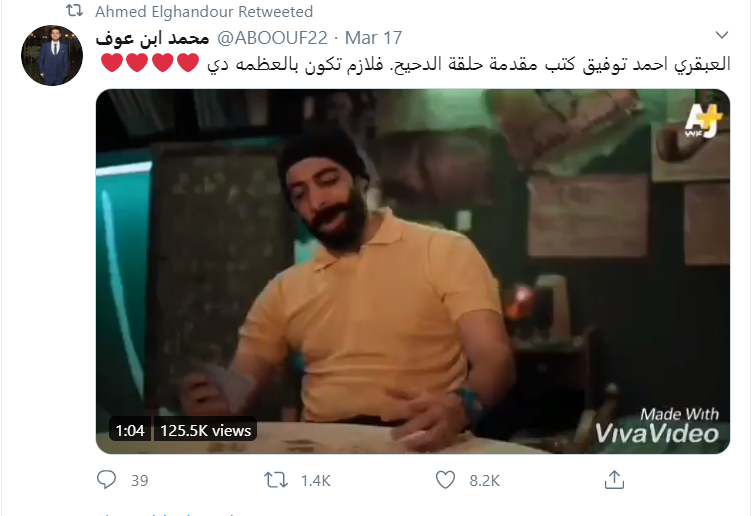 Ahmed Elghandour Retweeted
محمد ابن عوف @ABOOUF22 · Mar 17
العبقري احمد توفيق كتب مقدمة حلقة الدحيح. فلازم تكون بالعظمه دي ❤❤❤❤
عربي
Made With
VivaVideo
1:04 125.5K views
39 1.4K 8.2K